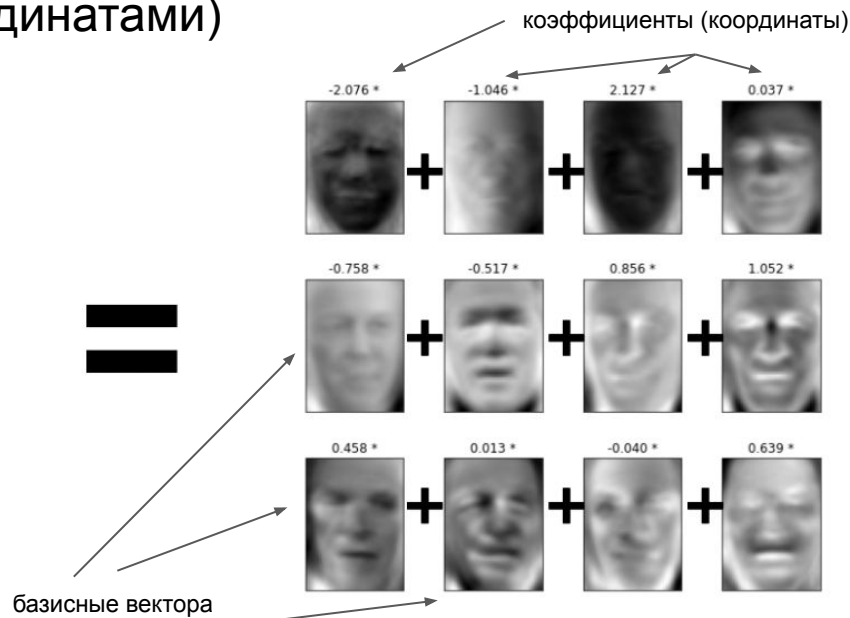 динатами)
коэффициенты (координаты)
-2.076 * -1.046 * 2.127 * 0.037 *
+ + +
=
-0.758 * -0.517 * 0.856 * 1.052 *
+ + +
0.458 * 0.013 * -0.040 * 0.639 *
+ + +
базисные вектора